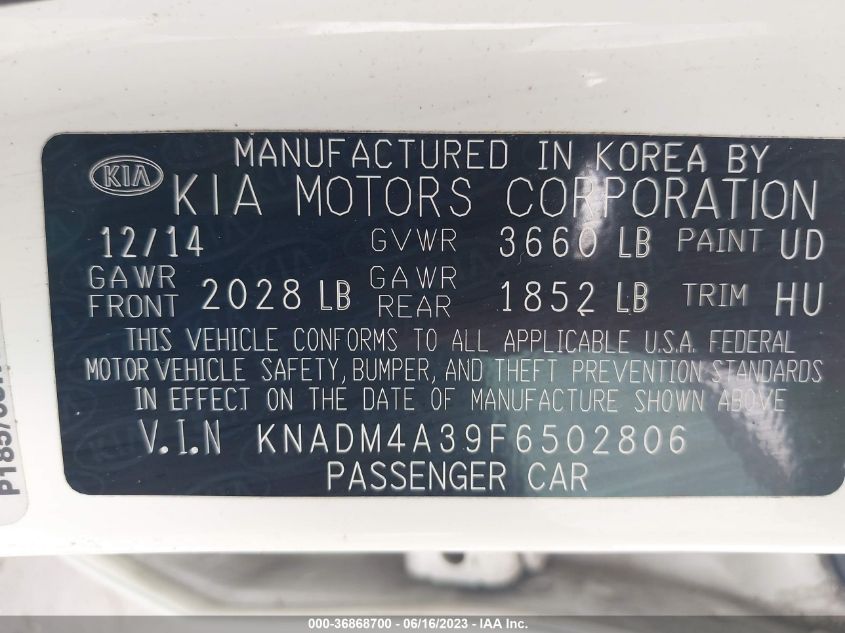 MANUFACTURED IN KOREA BY
KIA KIA MOTORS CORPORATION
12/14 GVWR 3660 LB PAINT UD
GAWR FRONT 2028 LB GAWR REAR 1852 LB TRIM HU
THIS VEHICLE CONFORMS TO ALL APPLICABLE U.S.A. FEDERAL
MOTOR VEHICLE SAFETY, BUMPER, AND THEFT PREVENTION STANDARDS
IN EFFECT ON THE DATE OF MANUFACTURE SHOWN ABOVE
V.I.N KNADM4A39F6502806
PASSENGER CAR
000-36868700 - 06/16/2023 - IAA Inc.